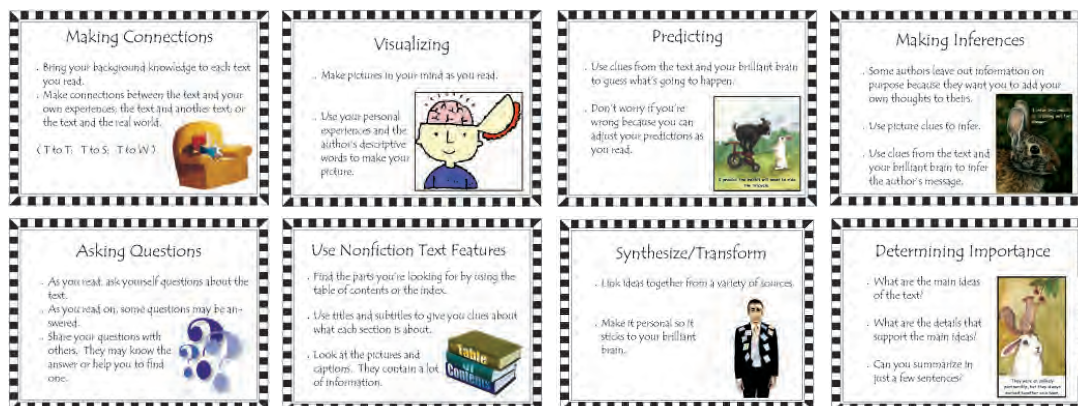 Making Connections
. Bring your background knowledge to each text
you read.
. Make connections between the text and your
own experiences; the text and another text; or
the text and the real world.
( T to T; T to S; T to W )
Visualizing
. Make pictures in your mind as you read.
. Use your personal
experiences and the
author's descriptive
words to make your
picture.
Predicting
. Use clues from the text and your brilliant brain
to guess what's going to happen.
. Don't worry if you're
wrong because you can
adjust your predictions as
you read.
I predict the rabbit will want to ride
the tricycle.
Making Inferences
. Some authors leave out information on
purpose because they want you to add your
own thoughts to theirs.
. Use picture clues to infer.
. Use clues from the text and
your brilliant brain to infer
the author's message.
Asking Questions
. As you read, ask yourself questions about the
text.
. As you read on, some questions may be an-
swered.
. Share your questions with
others. They may know the
answer or help you to find
one.
Use Nonfiction Text Features
. Find the parts you're looking for by using the
table of contents or the index.
. Use titles and subtitles to give you clues about
what each section is about.
. Look at the pictures and
captions. They contain a lot
of information.
Table
of
Contents
Synthesize/Transform
. Link ideas together from a variety of sources.
. Make it personal so it
sticks to your brilliant
brain.
Determining Importance
. What are the main ideas
of the text?
. What are the details that
support the main ideas?
. Can you summarize in
just a few sentences?